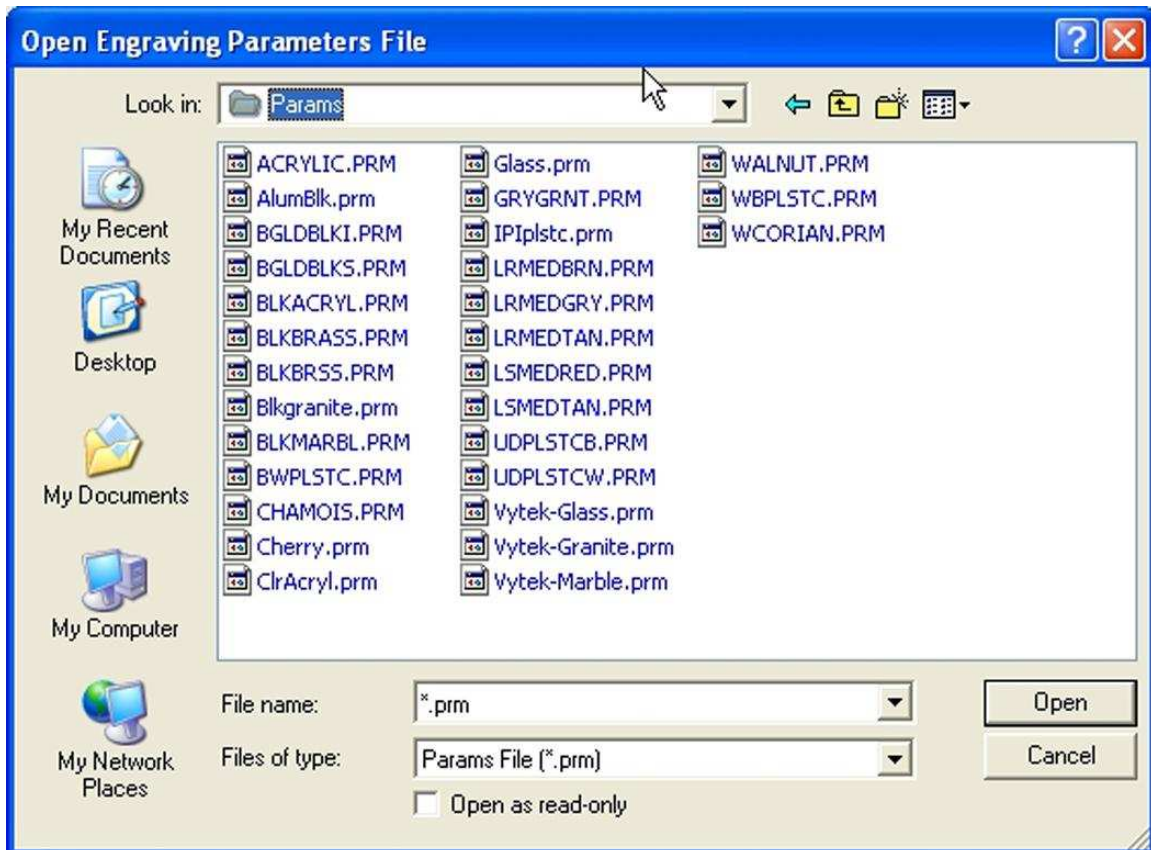 Open Engraving Parameters File
Look in: Params
My Recent
Documents
Desktop
My Documents
My Computer
My Network
Places
ACRYLIC.PRM
AlumBlk.prm
BGLDBLKI.PRM
BGLDBLKS.PRM
BLKACRYL.PRM
BLKBRASS.PRM
BLKBRSS.PRM
Blkgranite.prm
BLKMARBL.PRM
BWPLSTC.PRM
CHAMOIS.PRM
Cherry.prm
ClrAcryl.prm
Glass.prm
GRYGRNT.PRM
IPIplstc.prm
LRMEDBRN.PRM
LRMEDGRY.PRM
LRMEDTAN.PRM
LSMEDRED.PRM
LSMEDTAN.PRM
UDPLSTCB.PRM
UDPLSTCW.PRM
Vytek-Glass.prm
Vytek-Granite.prm
Vytek-Marble.prm
WALNUT.PRM
WBPLSTC.PRM
WCORIAN.PRM
File name: *.prm Open
Files of type: Params File (*.prm) Cancel
Open as read-only